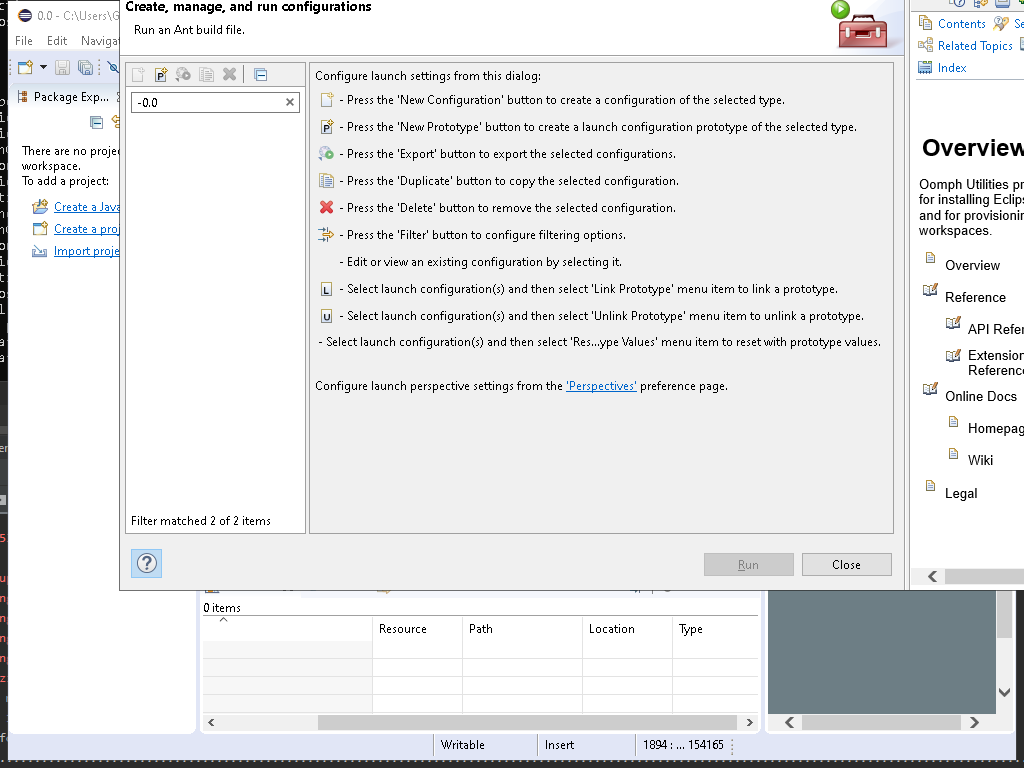 Create, manage, and run configurations
Run an Ant build file.
0.0 - C:\Users\G
File Edit Navigat
Package Exp...
There are no projec
workspace.
To add a project:
Create a Java
Create a proj
Import proje
-0.0
Filter matched 2 of 2 items
Configure launch settings from this dialog:
- Press the 'New Configuration' button to create a configuration of the selected type.
P - Press the 'New Prototype' button to create a launch configuration prototype of the selected type.
- Press the 'Export' button to export the selected configurations.
- Press the 'Duplicate' button to copy the selected configuration.
- Press the 'Delete' button to remove the selected configuration.
- Press the 'Filter' button to configure filtering options.
- Edit or view an existing configuration by selecting it.
L - Select launch configuration(s) and then select 'Link Prototype' menu item to link a prototype.
U - Select launch configuration(s) and then select 'Unlink Prototype' menu item to unlink a prototype.
- Select launch configuration(s) and then select 'Res...ype Values' menu item to reset with prototype values.
Configure launch perspective settings from the 'Perspectives' preference page.
Run Close
Contents Se
Related Topics
Index
Overview
Oomph Utilities pr
for installing Eclips
and for provisionin
workspaces.
Overview
Reference
API Refer
Extension
Reference
Online Docs
Homepag
Wiki
Legal
0 items
Resource Path Location Type
Writable Insert 1894 : ... 154165